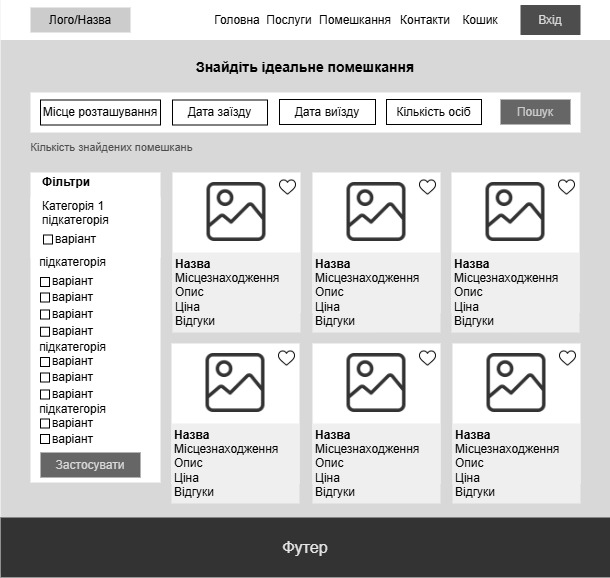 Лого/Назва
Головна Послуги Помешкання Контакти Кошик Вхід
Знайдіть ідеальне помешкання
Місце розташування Дата заїзду Дата виїзду Кількість осіб Пошук
Кількість знайдених помешкань
Фільтри
Категорія 1
підкатегорія
варіант
підкатегорія
варіант
варіант
варіант
варіант
підкатегорія
варіант
варіант
варіант
підкатегорія
варіант
варіант
Застосувати
Назва
Місцезнаходження
Опис
Ціна
Відгуки
Назва
Місцезнаходження
Опис
Ціна
Відгуки
Назва
Місцезнаходження
Опис
Ціна
Відгуки
Назва
Місцезнаходження
Опис
Ціна
Відгуки
Назва
Місцезнаходження
Опис
Ціна
Відгуки
Назва
Місцезнаходження
Опис
Ціна
Відгуки
Футер